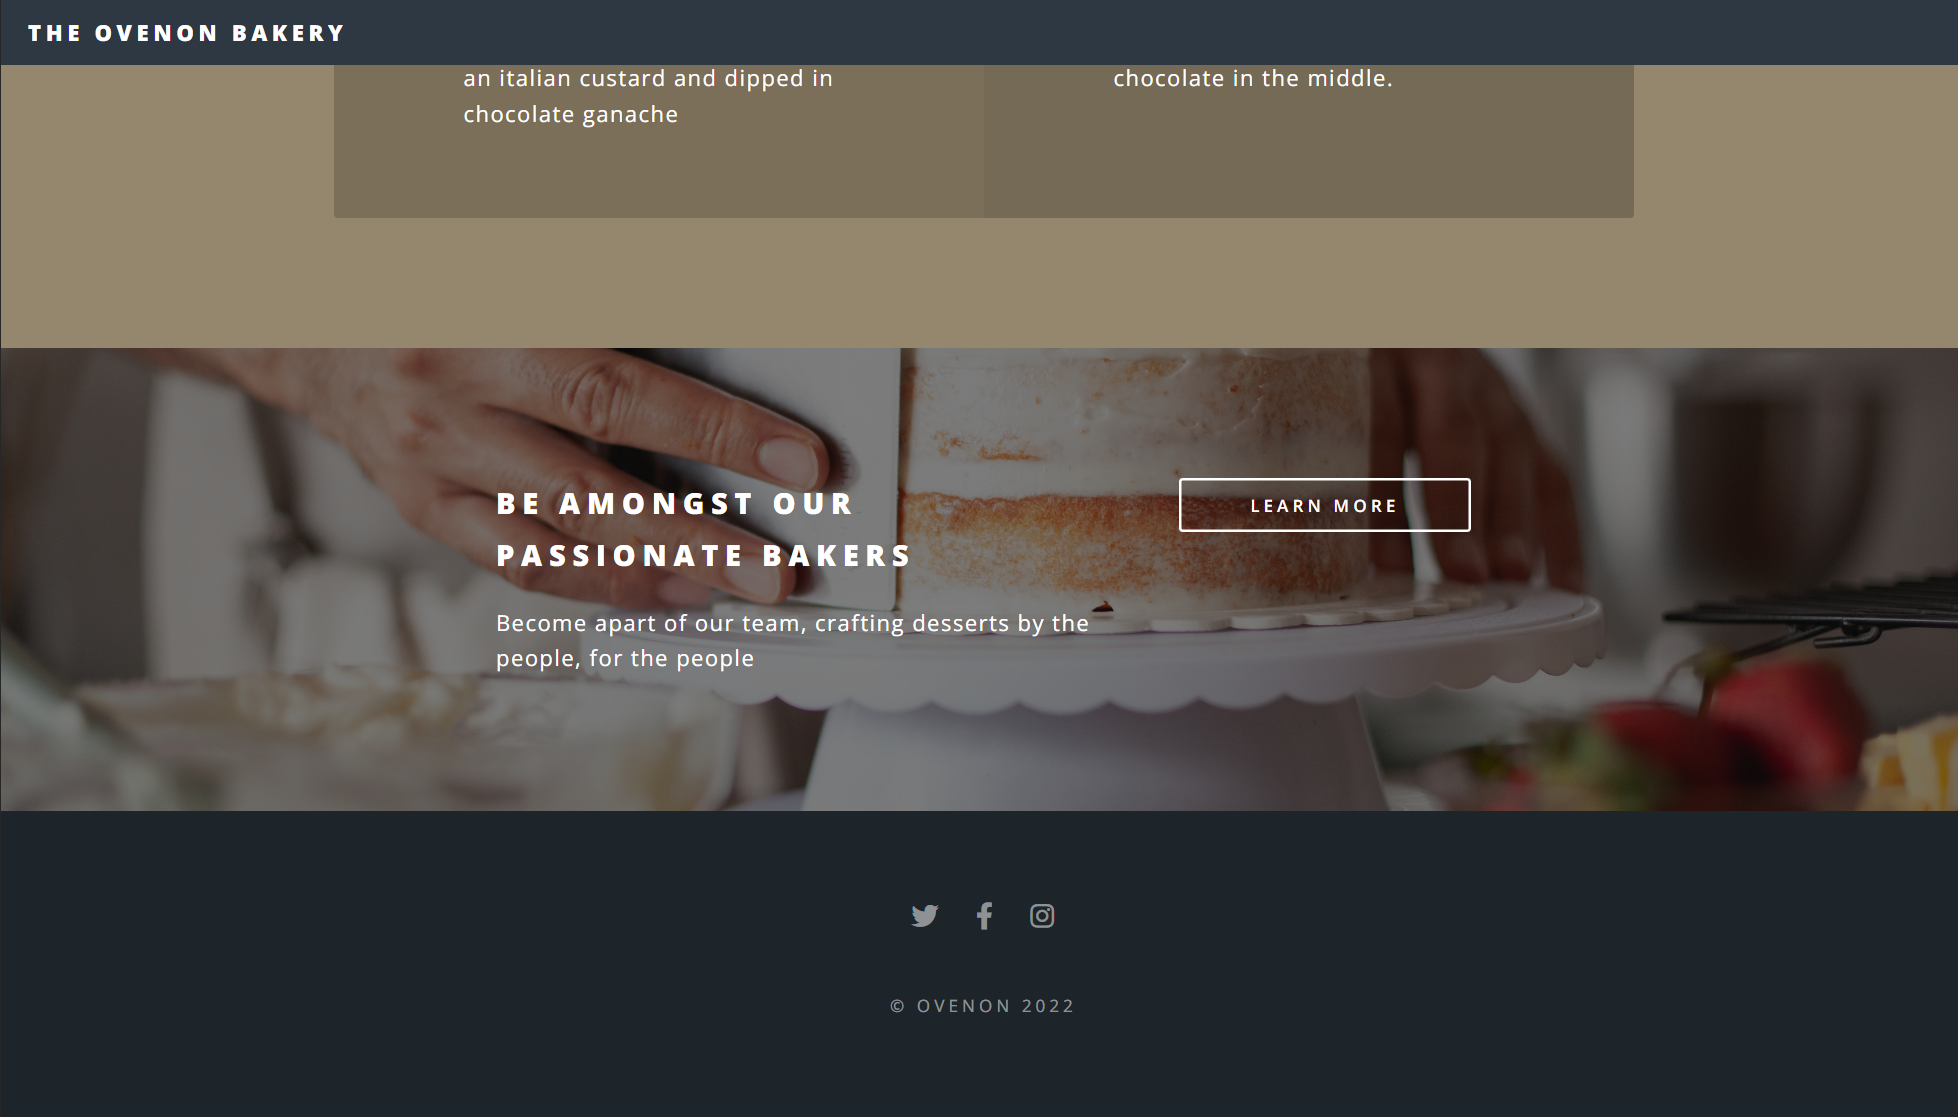 THE OVENON BAKERY
an italian custard and dipped in
chocolate ganache
chocolate in the middle.
BE AMONGST OUR
PASSIONATE BAKERS
Become apart of our team, crafting desserts by the
people, for the people
LEARN MORE
© OVENON 2022